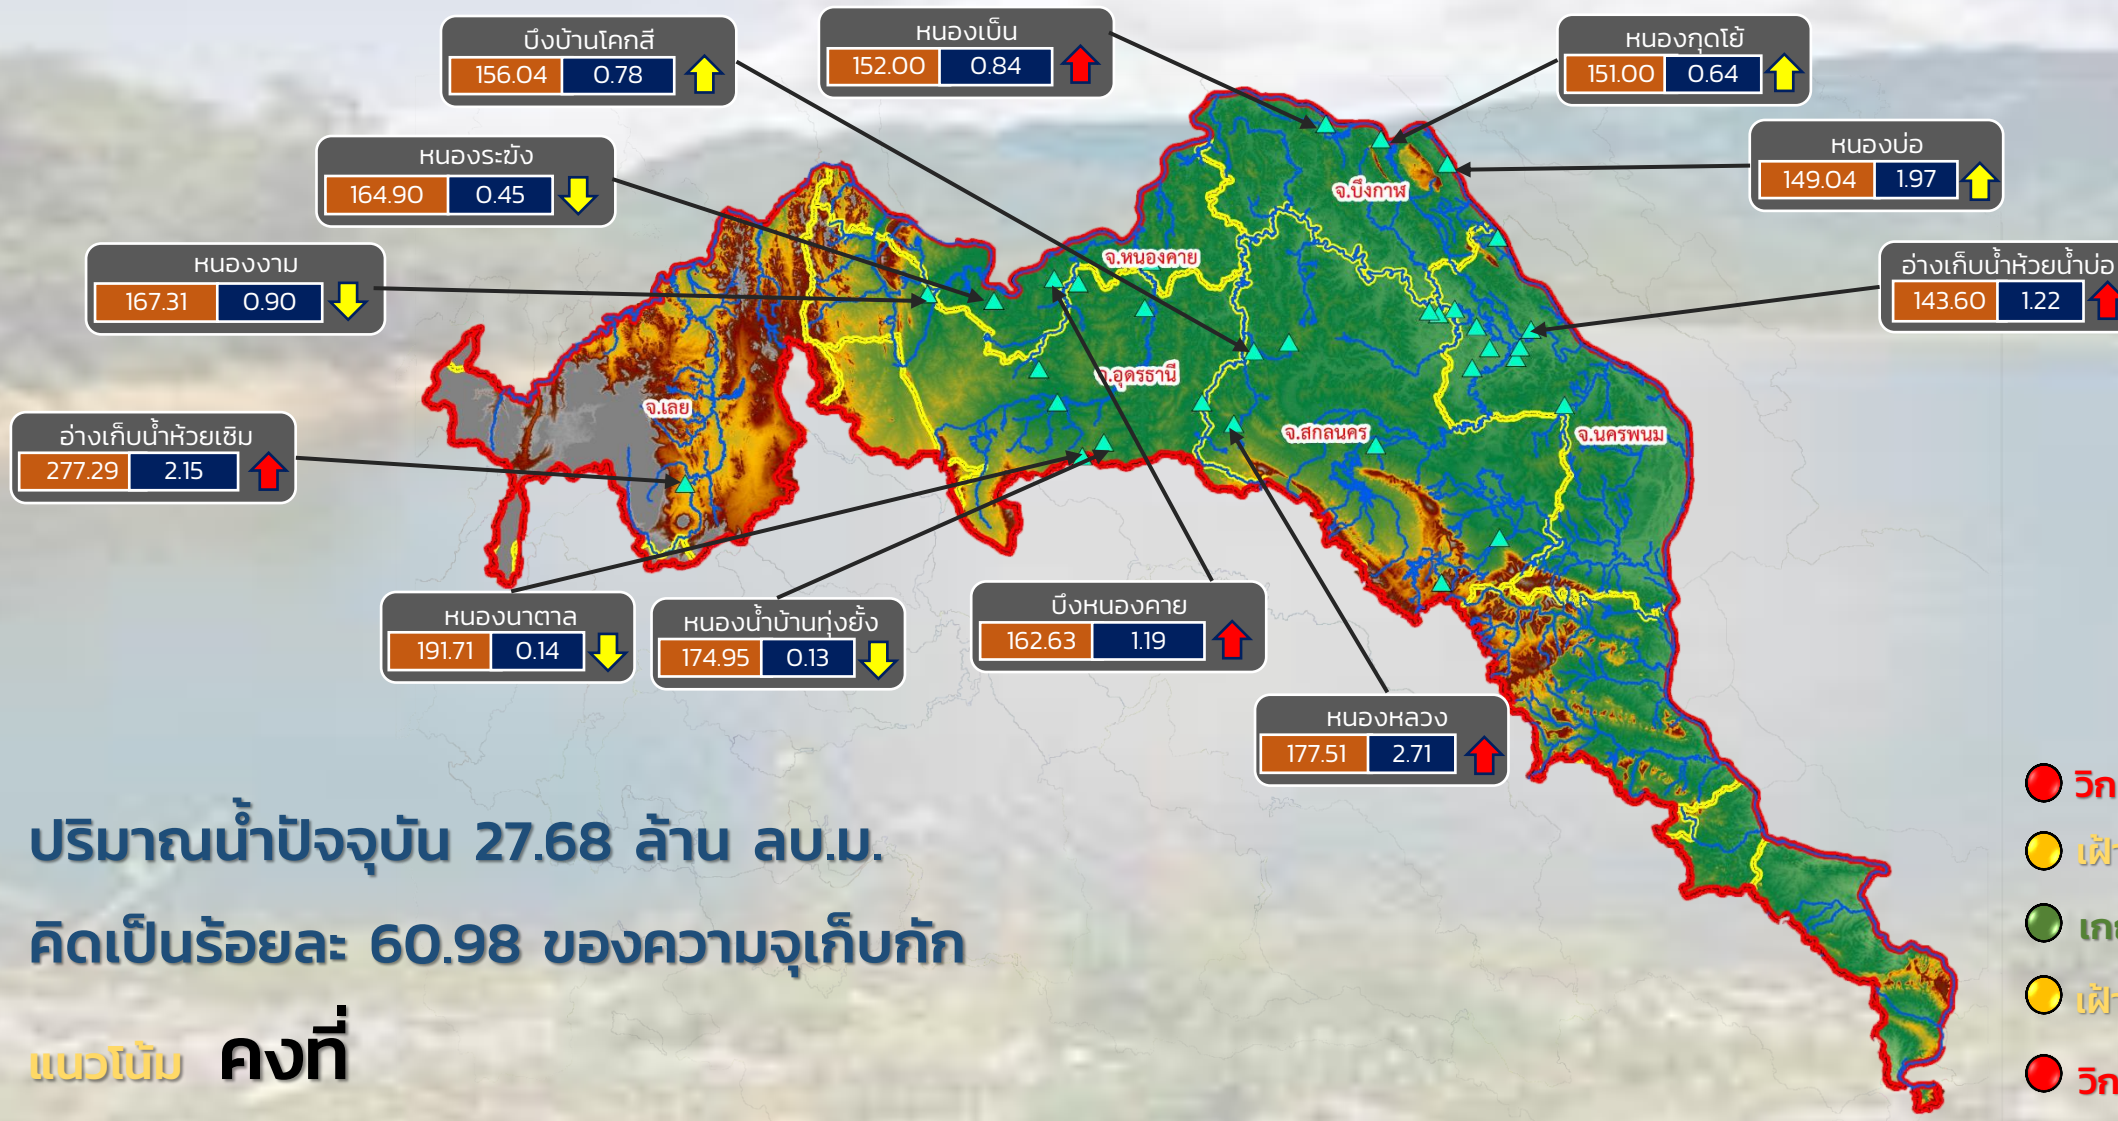 บึงบ้านโคกสี
156.04 0.78
หนองเบ็น
152.00 0.84
หนองกุดโย้
151.00 0.64
หนองระฆัง
164.90 0.45
หนองบ่อ
149.04 1.97
หนองงาม
167.31 0.90
อ่างเก็บน้ำห้วยน้ำบ่อ
143.60 1.22
อ่างเก็บน้ำห้วยเซิม
277.29 2.15
จ.บึงกาฬ
จ.หนองคาย
จ.อุดรธานี
จ.เลย
จ.สกลนคร
จ.นครพนม
หนองนาตาล
191.71 0.14
หนองน้ำบ้านทุ่งยั้ง
174.95 0.13
บึงหนองคาย
162.63 1.19
หนองหลวง
177.51 2.71
ปริมาณน้ำปัจจุบัน 27.68 ล้าน ลบ.ม.
คิดเป็นร้อยละ 60.98 ของความจุเก็บกัก
แนวโน้ม คงที่